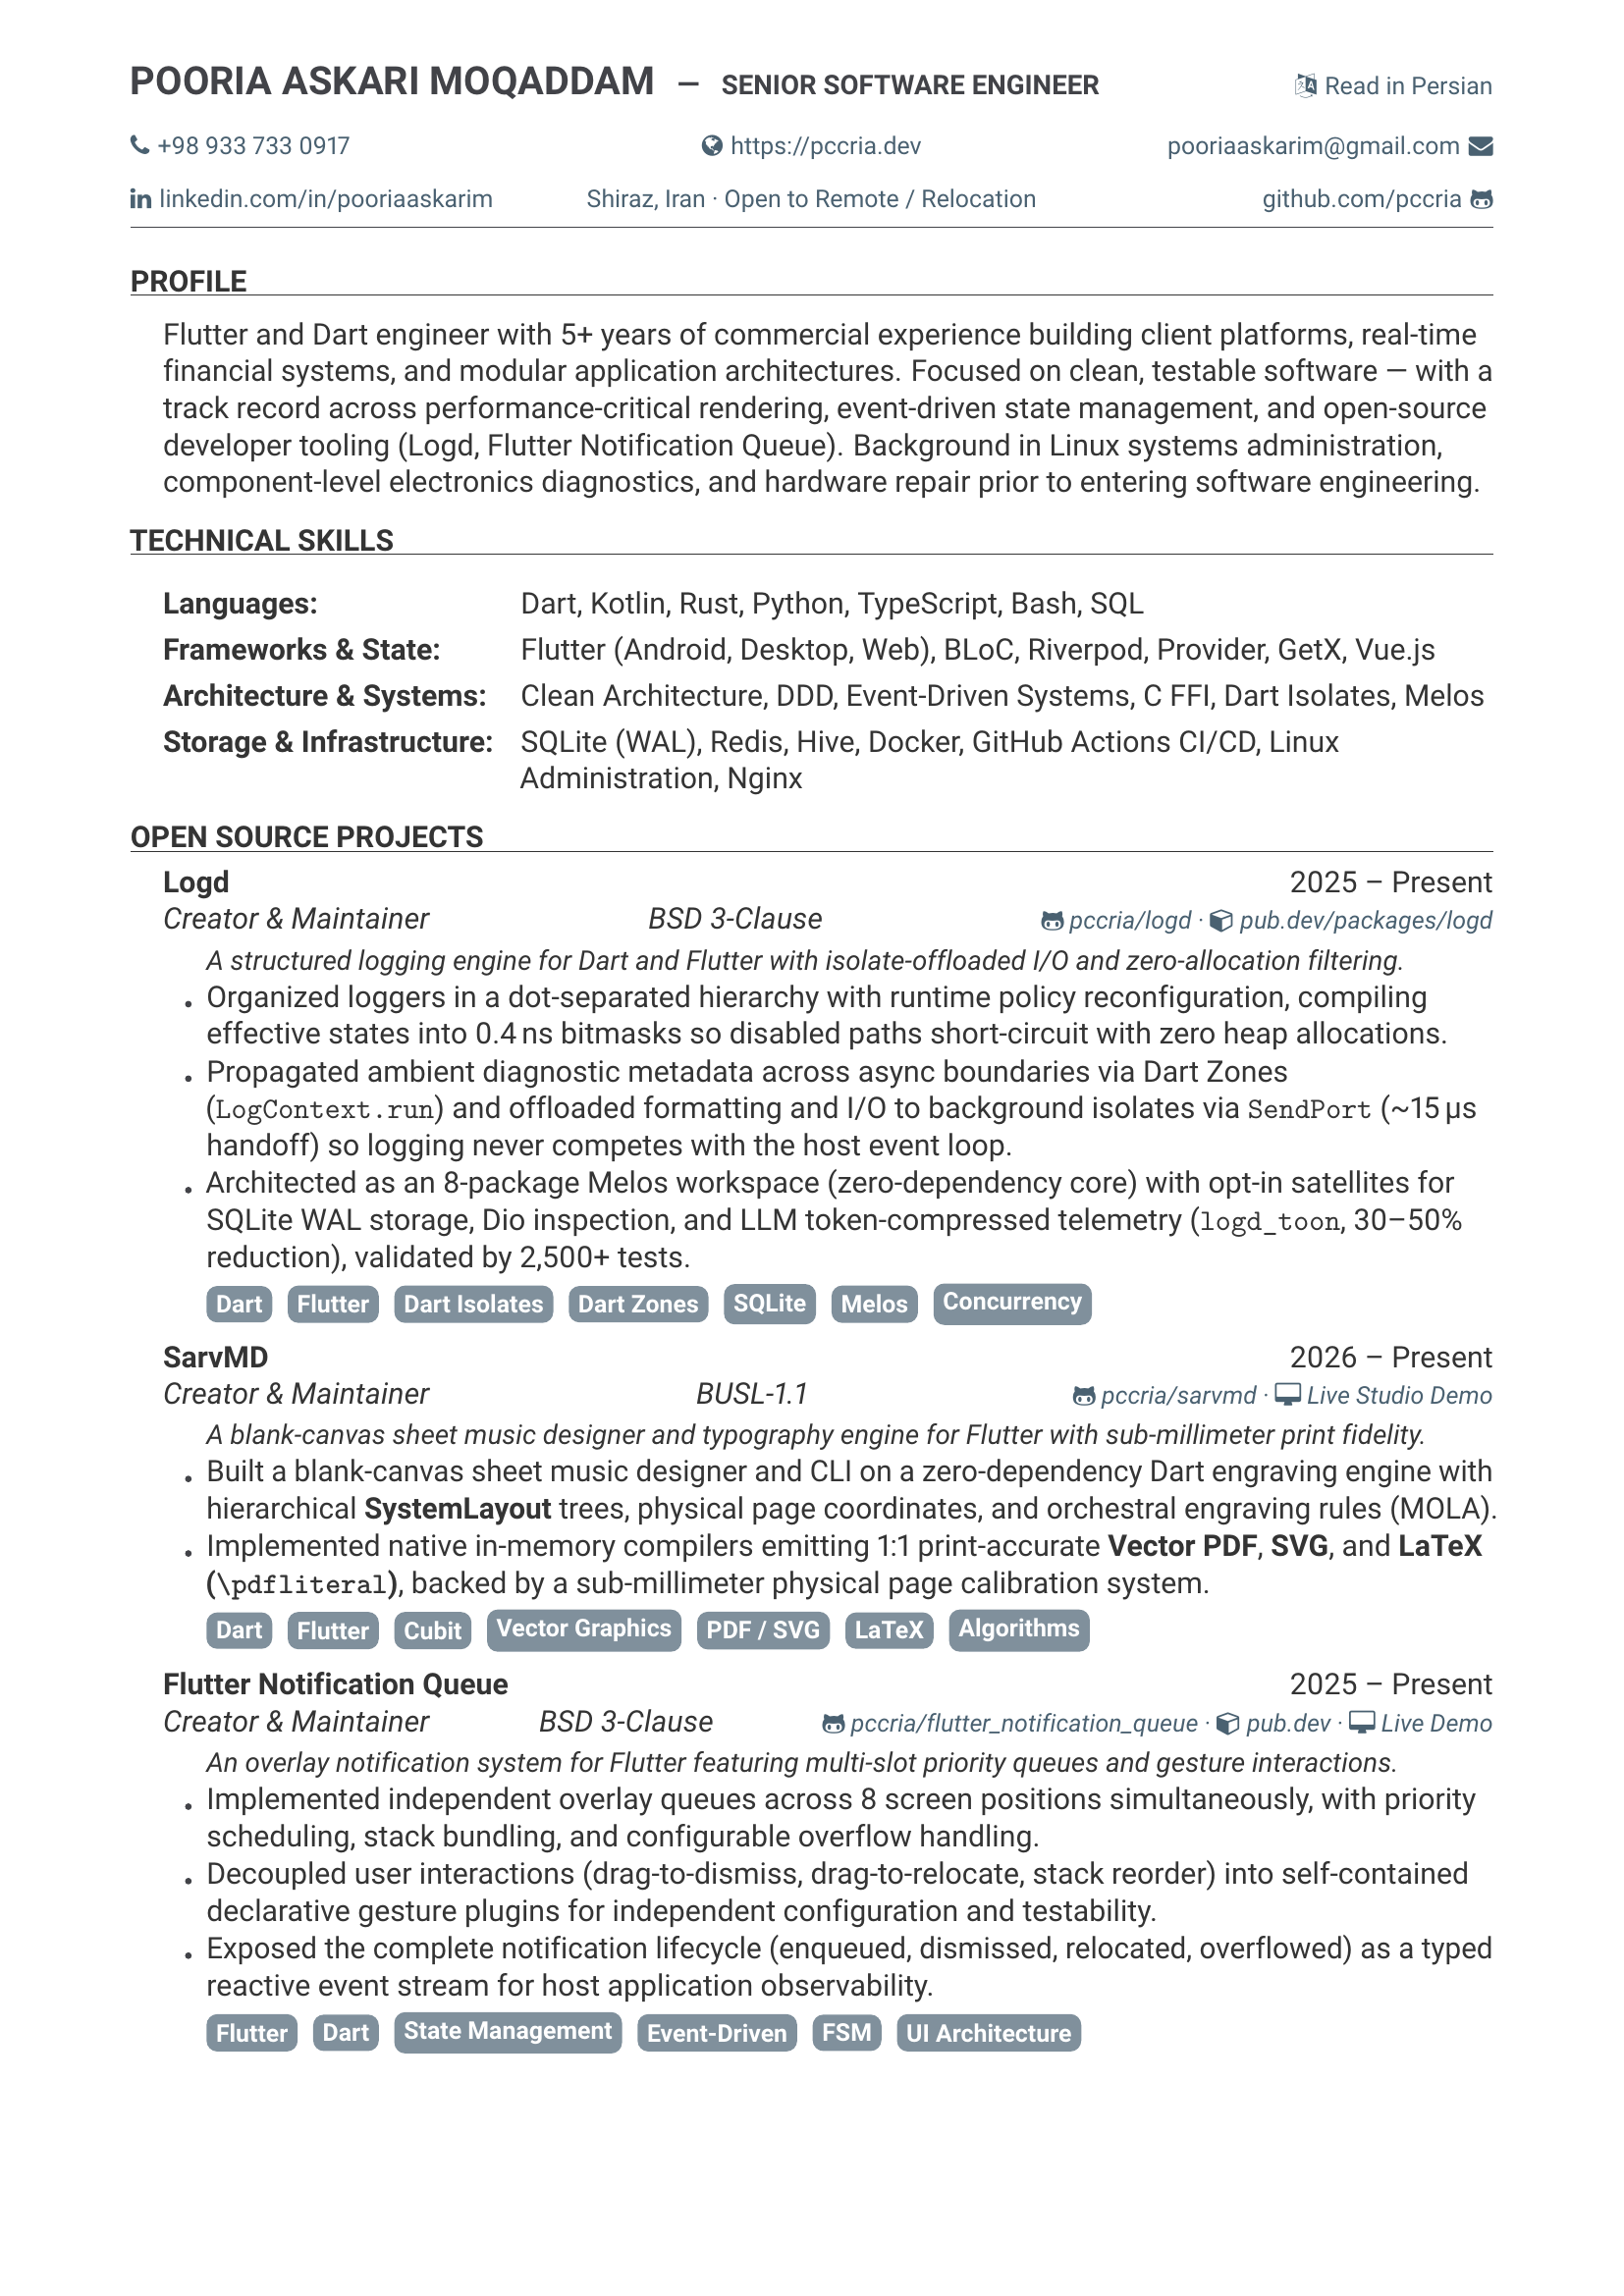 POORIA ASKARI MOQADDAM — SENIOR SOFTWARE ENGINEER Read in Persian
+98 933 733 0917 https://pccria.dev pooriaaskarim@gmail.com
linkedin.com/in/pooriaaskarim Shiraz, Iran · Open to Remote / Relocation github.com/pccria
PROFILE
Flutter and Dart engineer with 5+ years of commercial experience building client platforms, real-time
financial systems, and modular application architectures. Focused on clean, testable software — with a
track record across performance-critical rendering, event-driven state management, and open-source
developer tooling (Logd, Flutter Notification Queue). Background in Linux systems administration,
component-level electronics diagnostics, and hardware repair prior to entering software engineering.
TECHNICAL SKILLS
Languages: Dart, Kotlin, Rust, Python, TypeScript, Bash, SQL
Frameworks & State: Flutter (Android, Desktop, Web), BLoC, Riverpod, Provider, GetX, Vue.js
Architecture & Systems: Clean Architecture, DDD, Event-Driven Systems, C FFI, Dart Isolates, Melos
Storage & Infrastructure: SQLite (WAL), Redis, Hive, Docker, GitHub Actions CI/CD, Linux
Administration, Nginx
OPEN SOURCE PROJECTS
Logd 2025 – Present
Creator & Maintainer BSD 3-Clause pccria/logd · pub.dev/packages/logd
A structured logging engine for Dart and Flutter with isolate-offloaded I/O and zero-allocation filtering.
• Organized loggers in a dot-separated hierarchy with runtime policy reconfiguration, compiling
effective states into 0.4 ns bitmasks so disabled paths short-circuit with zero heap allocations.
• Propagated ambient diagnostic metadata across async boundaries via Dart Zones
(LogContext.run) and offloaded formatting and I/O to background isolates via SendPort (~15 µs
handoff) so logging never competes with the host event loop.
• Architected as an 8-package Melos workspace (zero-dependency core) with opt-in satellites for
SQLite WAL storage, Dio inspection, and LLM token-compressed telemetry (logd_toon, 30–50%
reduction), validated by 2,500+ tests.
Dart Flutter Dart Isolates Dart Zones SQLite Melos Concurrency
SarvMD 2026 – Present
Creator & Maintainer BUSL-1.1 pccria/sarvmd · Live Studio Demo
A blank-canvas sheet music designer and typography engine for Flutter with sub-millimeter print fidelity.
• Built a blank-canvas sheet music designer and CLI on a zero-dependency Dart engraving engine with
hierarchical SystemLayout trees, physical page coordinates, and orchestral engraving rules (MOLA).
• Implemented native in-memory compilers emitting 1:1 print-accurate Vector PDF, SVG, and LaTeX
(\pdfliteral), backed by a sub-millimeter physical page calibration system.
Dart Flutter Cubit Vector Graphics PDF / SVG LaTeX Algorithms
Flutter Notification Queue 2025 – Present
Creator & Maintainer BSD 3-Clause pccria/flutter_notification_queue · pub.dev · Live Demo
An overlay notification system for Flutter featuring multi-slot priority queues and gesture interactions.
• Implemented independent overlay queues across 8 screen positions simultaneously, with priority
scheduling, stack bundling, and configurable overflow handling.
• Decoupled user interactions (drag-to-dismiss, drag-to-relocate, stack reorder) into self-contained
declarative gesture plugins for independent configuration and testability.
• Exposed the complete notification lifecycle (enqueued, dismissed, relocated, overflowed) as a typed
reactive event stream for host application observability.
Flutter Dart State Management Event-Driven FSM UI Architecture